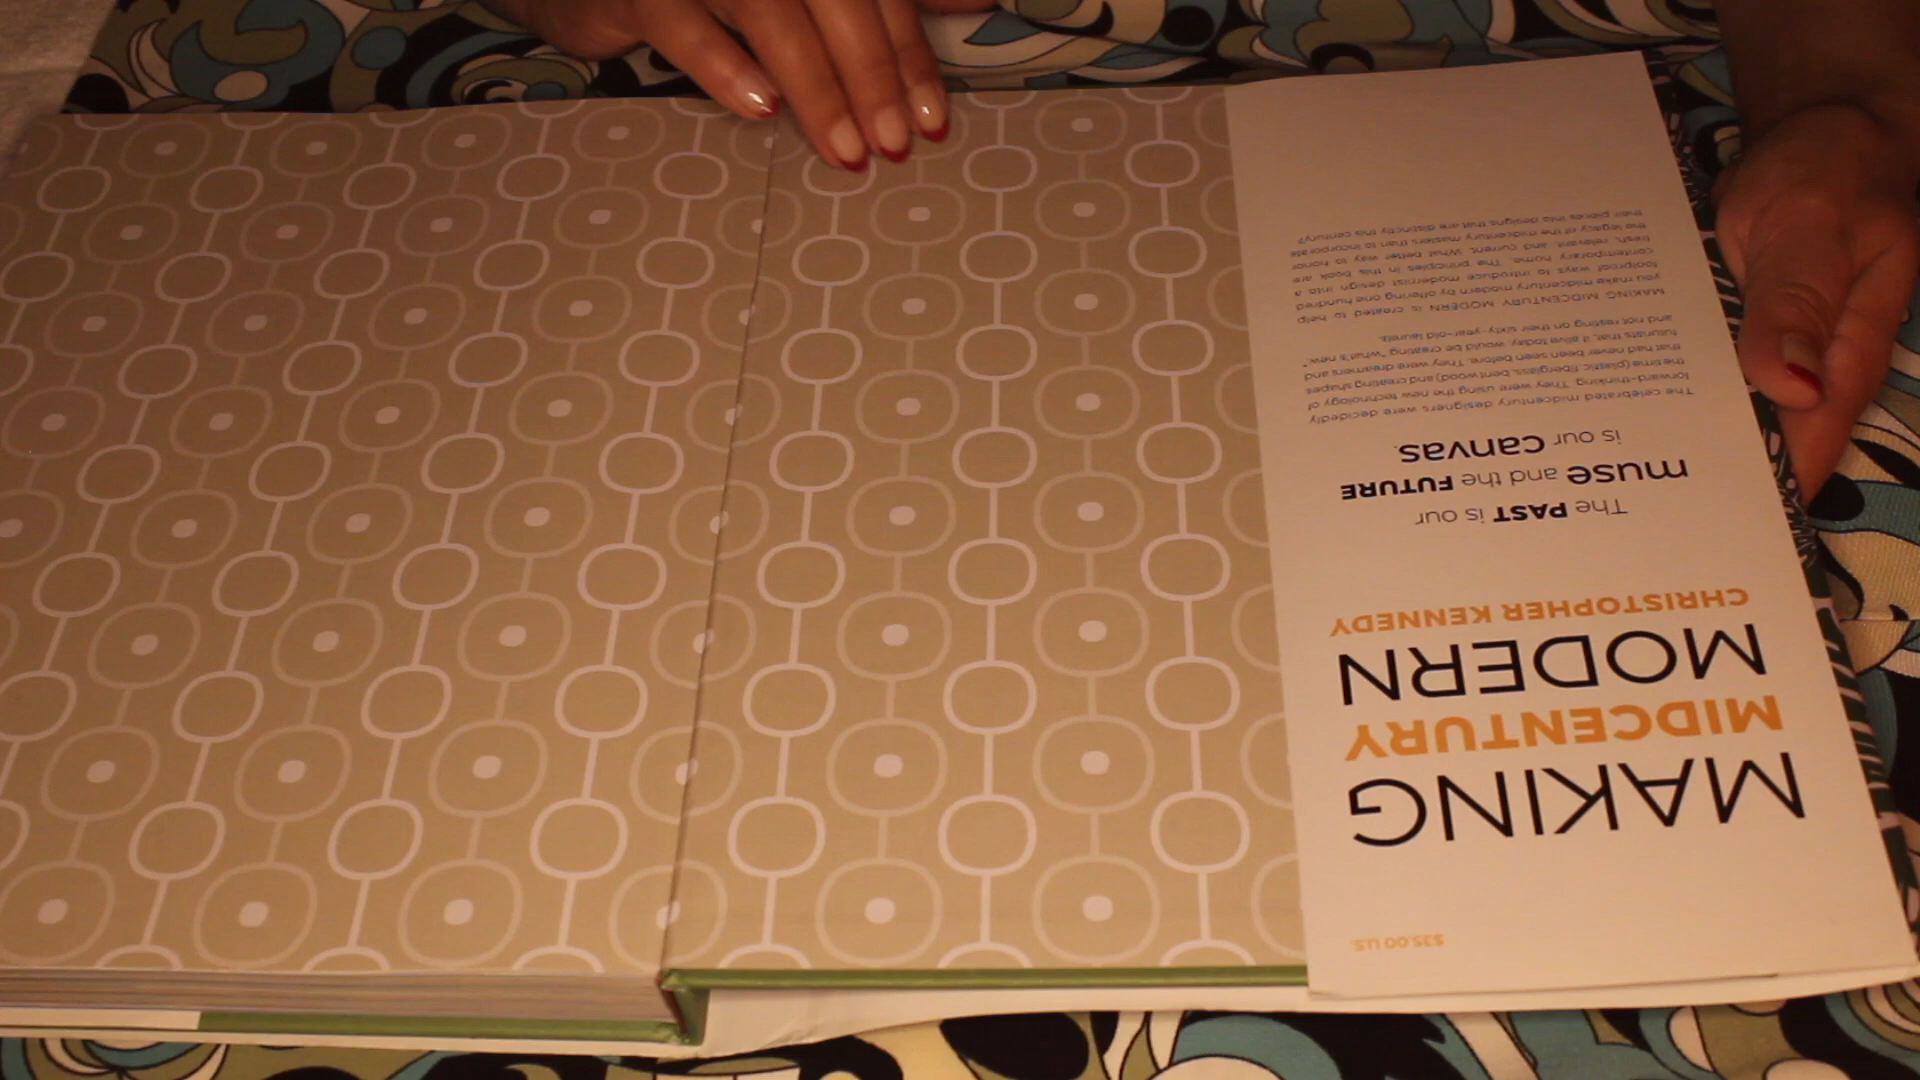 $35.00 U.S.
MAKING
MIDCENTURY
MODERN
CHRISTOPHER KENNEDY
The PAST is our
muse and the FUTURE
is our canvas.
The celebrated midcentury designers were decidedly
forward-thinking. They were using the new technology of
the time (plastic, fiberglass, bentwood) and creating shapes
that had never been seen before. They were dreamers and
futurists that, if alive today, would be creating "what's new,"
and not resting on their sixty-year-old laurels.
MAKING MIDCENTURY MODERN is created to help
you make midcentury modern by offering one hundred
foolproof ways to introduce modernist design into a
contemporary home. The principles in this book are
fresh, relevant and current. What better way to honor
the legacy of the midcentury masters than to incorporate
their pieces into designs that are distinctly this century?